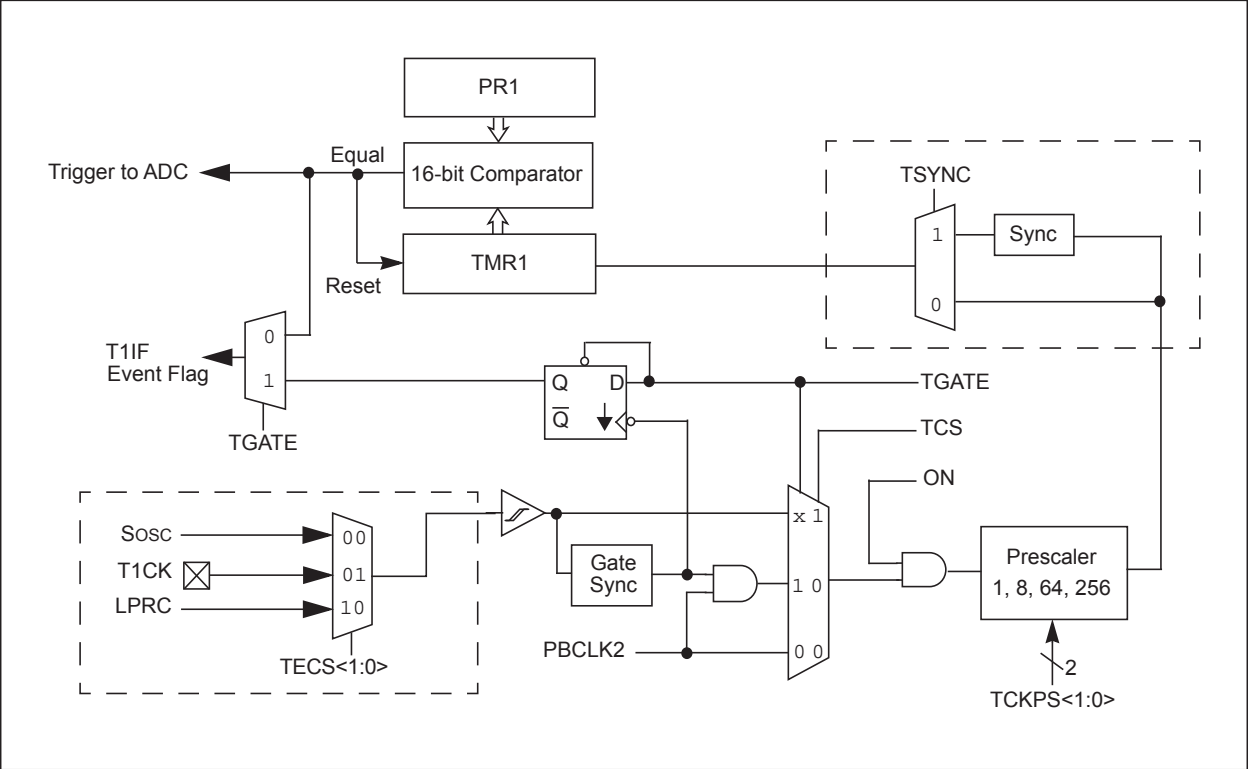 PR1
Equal
Trigger to ADC
16-bit Comparator
TSYNC
1
Sync
TMR1
Reset
0
0
T1IF
Event Flag
1
Q D
Q̅
TGATE
TGATE
TCS
ON
SOSC
00
x 1
T1CK
01
Gate
Sync
1 0
Prescaler
1, 8, 64, 256
LPRC
10
PBCLK2
0 0
TECS<1:0>
2
TCKPS<1:0>